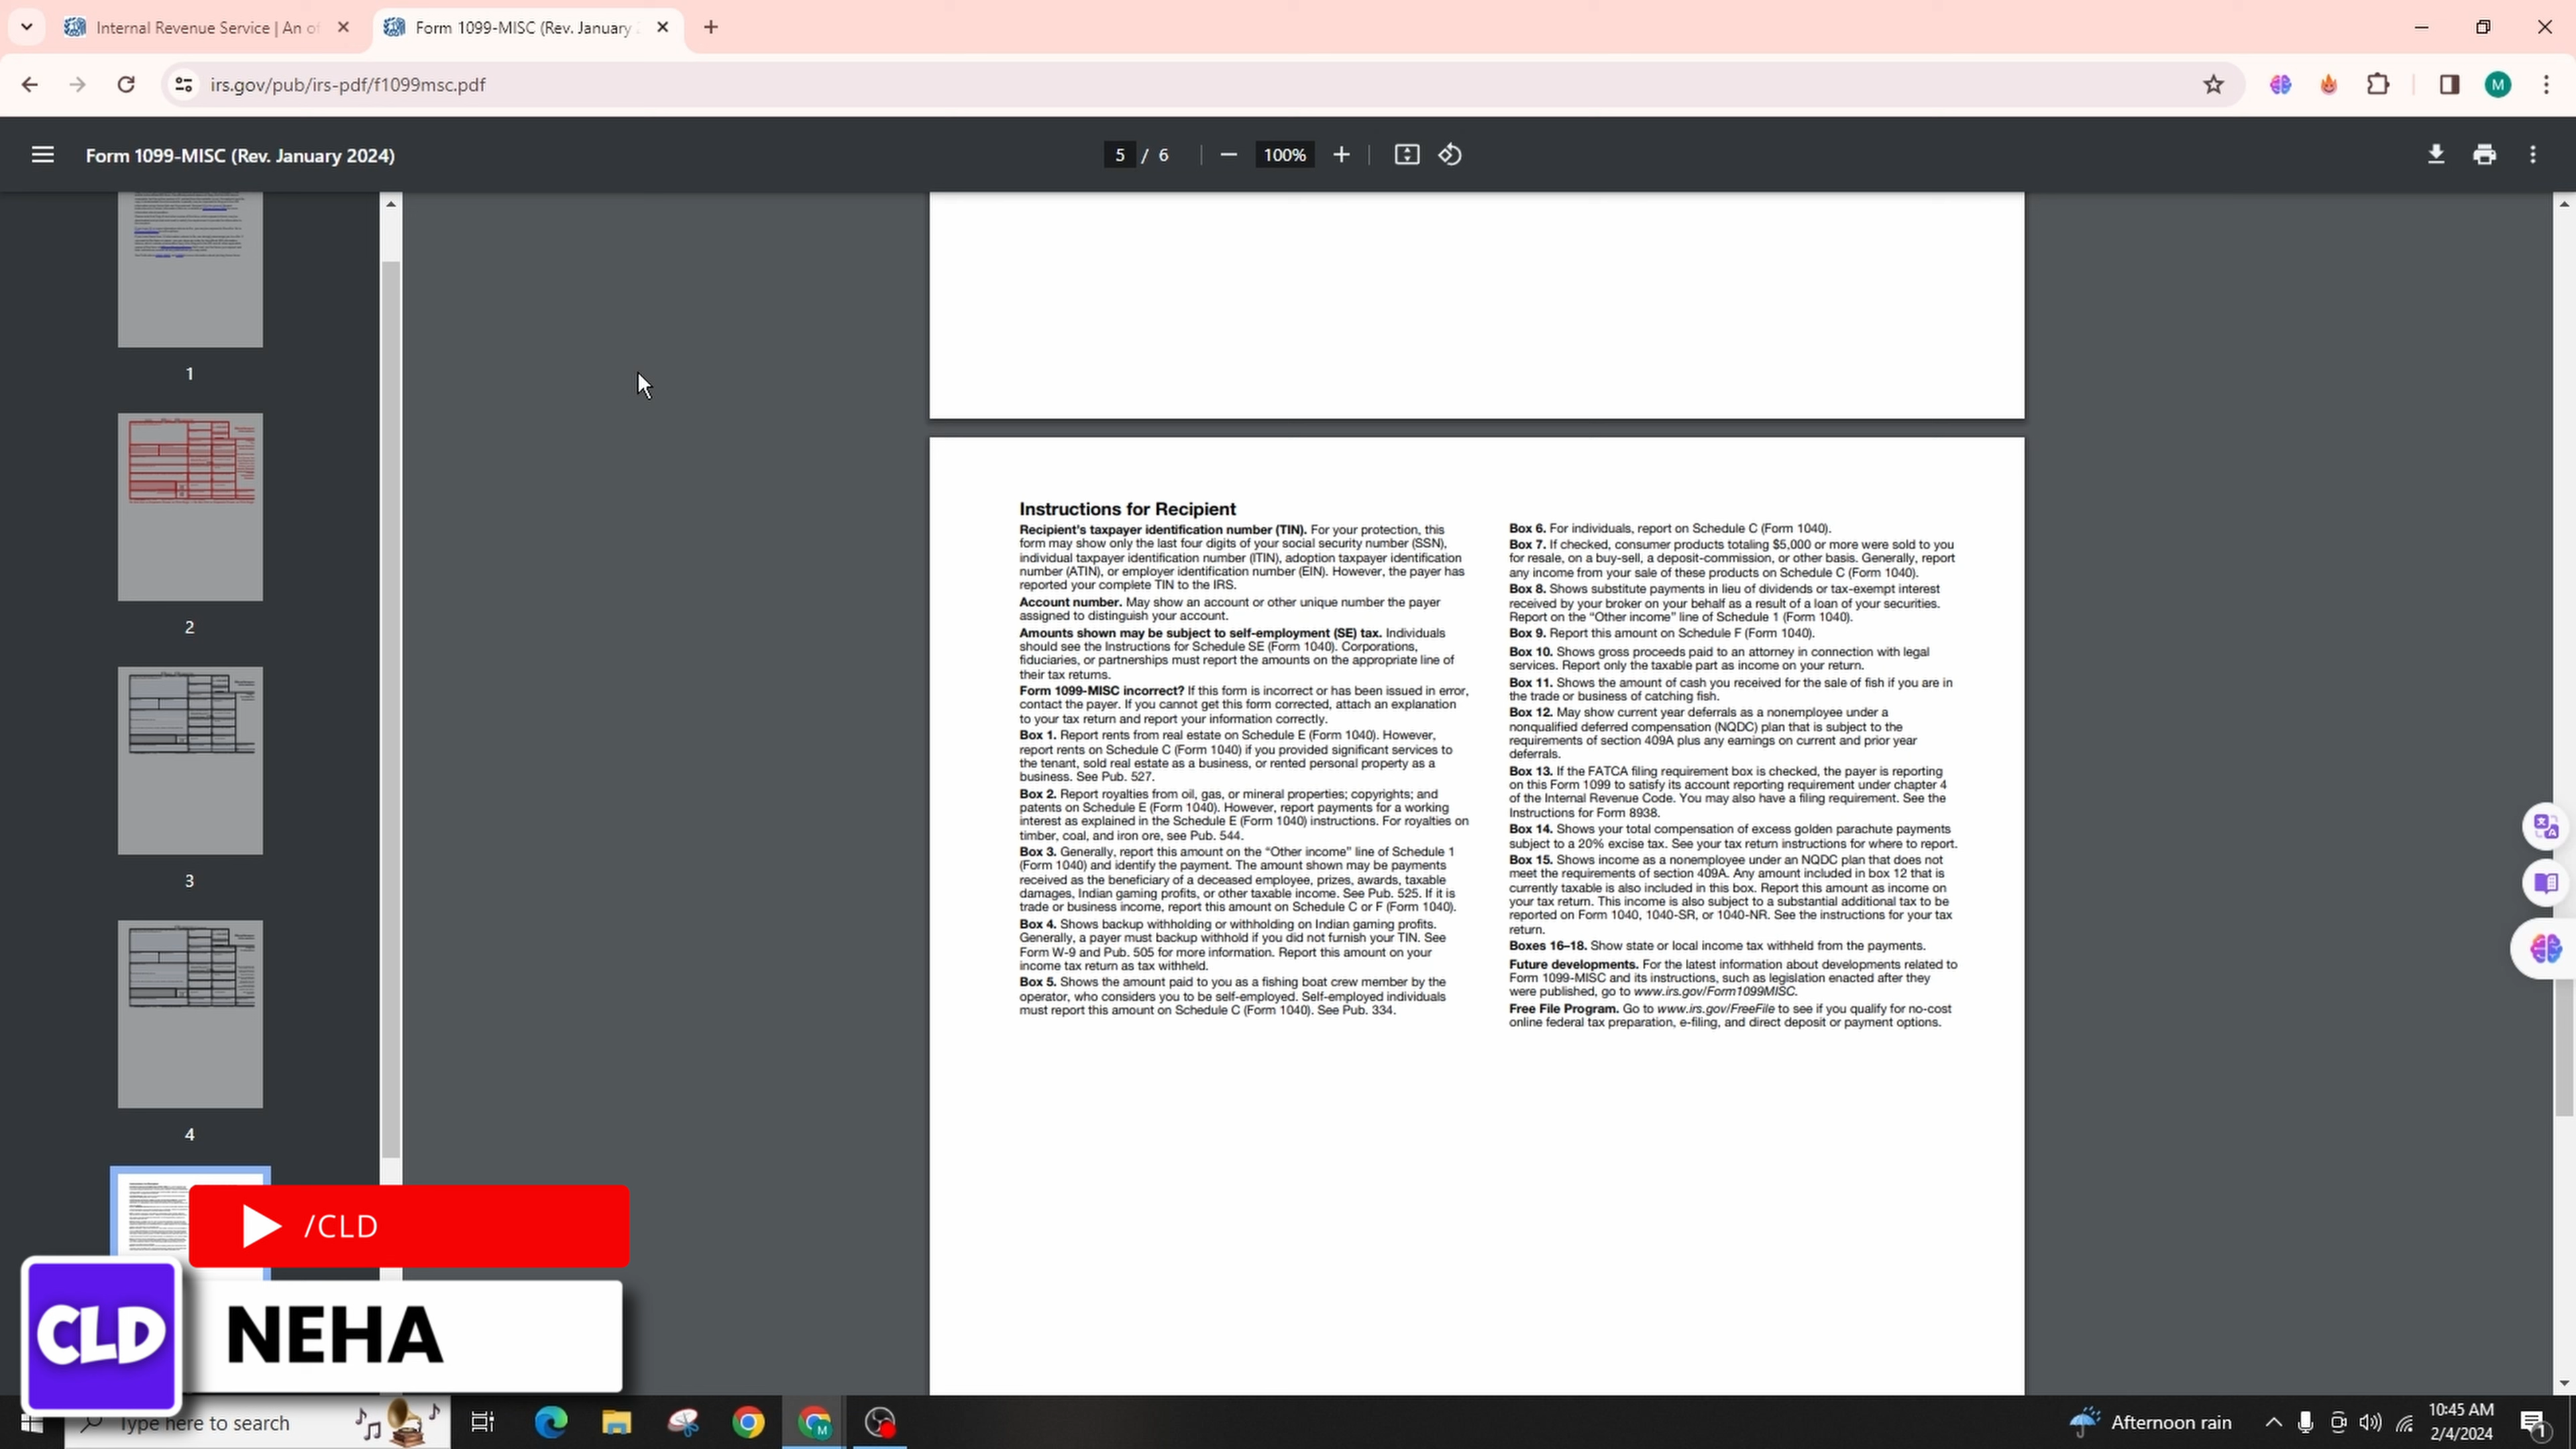 Internal Revenue Service | An of
Form 1099-MISC (Rev. January 2
irs.gov/pub/irs-pdf/f1099msc.pdf
M
Form 1099-MISC (Rev. January 2024)
5 / 6
100%
1
2
3
4
Instructions for Recipient
Recipient's taxpayer identification number (TIN). For your protection, this
form may show only the last four digits of your social security number (SSN),
individual taxpayer identification number (ITIN), adoption taxpayer identification
number (ATIN), or employer identification number (EIN). However, the payer has
reported your complete TIN to the IRS.
Account number. May show an account or other unique number the payer
assigned to distinguish your account.
Amounts shown may be subject to self-employment (SE) tax. Individuals
should see the Instructions for Schedule SE (Form 1040). Corporations,
fiduciaries, or partnerships must report the amounts on the appropriate line of
their tax returns.
Form 1099-MISC incorrect? If this form is incorrect or has been issued in error,
contact the payer. If you cannot get this form corrected, attach an explanation
to your tax return and report your information correctly.
Box 1. Report rents from real estate on Schedule E (Form 1040). However,
report rents on Schedule C (Form 1040) if you provided significant services to
the tenant, sold real estate as a business, or rented personal property as a
business. See Pub. 527.
Box 2. Report royalties from oil, gas, or mineral properties; copyrights; and
patents on Schedule E (Form 1040). However, report payments for a working
interest as explained in the Schedule E (Form 1040) instructions. For royalties on
timber, coal, and iron ore, see Pub. 544.
Box 3. Generally, report this amount on the “Other income” line of Schedule 1
(Form 1040) and identify the payment. The amount shown may be payments
received as the beneficiary of a deceased employee, prizes, awards, taxable
damages, Indian gaming profits, or other taxable income. See Pub. 525. If it is
trade or business income, report this amount on Schedule C or F (Form 1040).
Box 4. Shows backup withholding or withholding on Indian gaming profits.
Generally, a payer must backup withhold if you did not furnish your TIN. See
Form W-9 and Pub. 505 for more information. Report this amount on your
income tax return as tax withheld.
Box 5. Shows the amount paid to you as a fishing boat crew member by the
operator, who considers you to be self-employed. Self-employed individuals
must report this amount on Schedule C (Form 1040). See Pub. 334.
Box 6. For individuals, report on Schedule C (Form 1040).
Box 7. If checked, consumer products totaling $5,000 or more were sold to you
for resale, on a buy-sell, a deposit-commission, or other basis. Generally, report
any income from your sale of these products on Schedule C (Form 1040).
Box 8. Shows substitute payments in lieu of dividends or tax-exempt interest
received by your broker on your behalf as a result of a loan of your securities.
Report on the “Other income” line of Schedule 1 (Form 1040).
Box 9. Report this amount on Schedule F (Form 1040).
Box 10. Shows gross proceeds paid to an attorney in connection with legal
services. Report only the taxable part as income on your return.
Box 11. Shows the amount of cash you received for the sale of fish if you are in
the trade or business of catching fish.
Box 12. May show current year deferrals as a nonemployee under a
nonqualified deferred compensation (NQDC) plan that is subject to the
requirements of section 409A plus any earnings on current and prior year
deferrals.
Box 13. If the FATCA filing requirement box is checked, the payer is reporting
on this Form 1099 to satisfy its account reporting requirement under chapter 4
of the Internal Revenue Code. You may also have a filing requirement. See the
Instructions for Form 8938.
Box 14. Shows your total compensation of excess golden parachute payments
subject to a 20% excise tax. See your tax return instructions for where to report.
Box 15. Shows income as a nonemployee under an NQDC plan that does not
meet the requirements of section 409A. Any amount included in box 12 that is
currently taxable is also included in this box. Report this amount as income on
your tax return. This income is also subject to a substantial additional tax to be
reported on Form 1040, 1040-SR, or 1040-NR. See the instructions for your tax
return.
Boxes 16–18. Show state or local income tax withheld from the payments.
Future developments. For the latest information about developments related to
Form 1099-MISC and its instructions, such as legislation enacted after they
were published, go to www.irs.gov/Form1099MISC.
Free File Program. Go to www.irs.gov/FreeFile to see if you qualify for no-cost
online federal tax preparation, e-filing, and direct deposit or payment options.
/CLD
CLD
NEHA
Type here to search
M
Afternoon rain
10:45 AM
2/4/2024
1